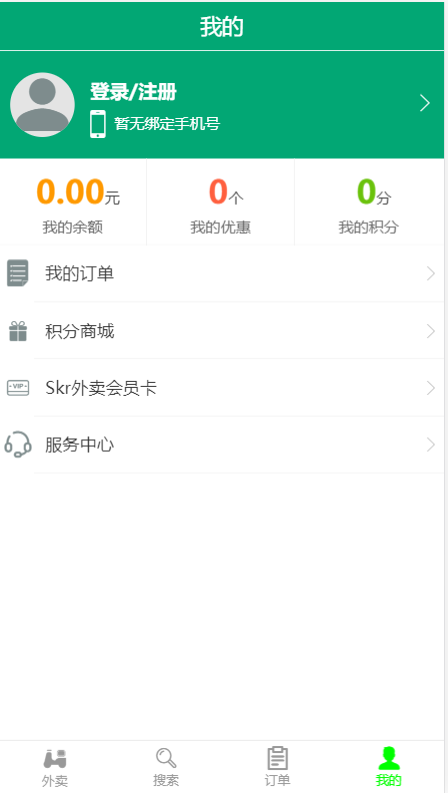 我的
登录/注册
暂无绑定手机号
0.00元 0个 0分
我的余额 我的优惠 我的积分
我的订单
积分商城
VIP Skr外卖会员卡
服务中心
外卖 搜索 订单 我的